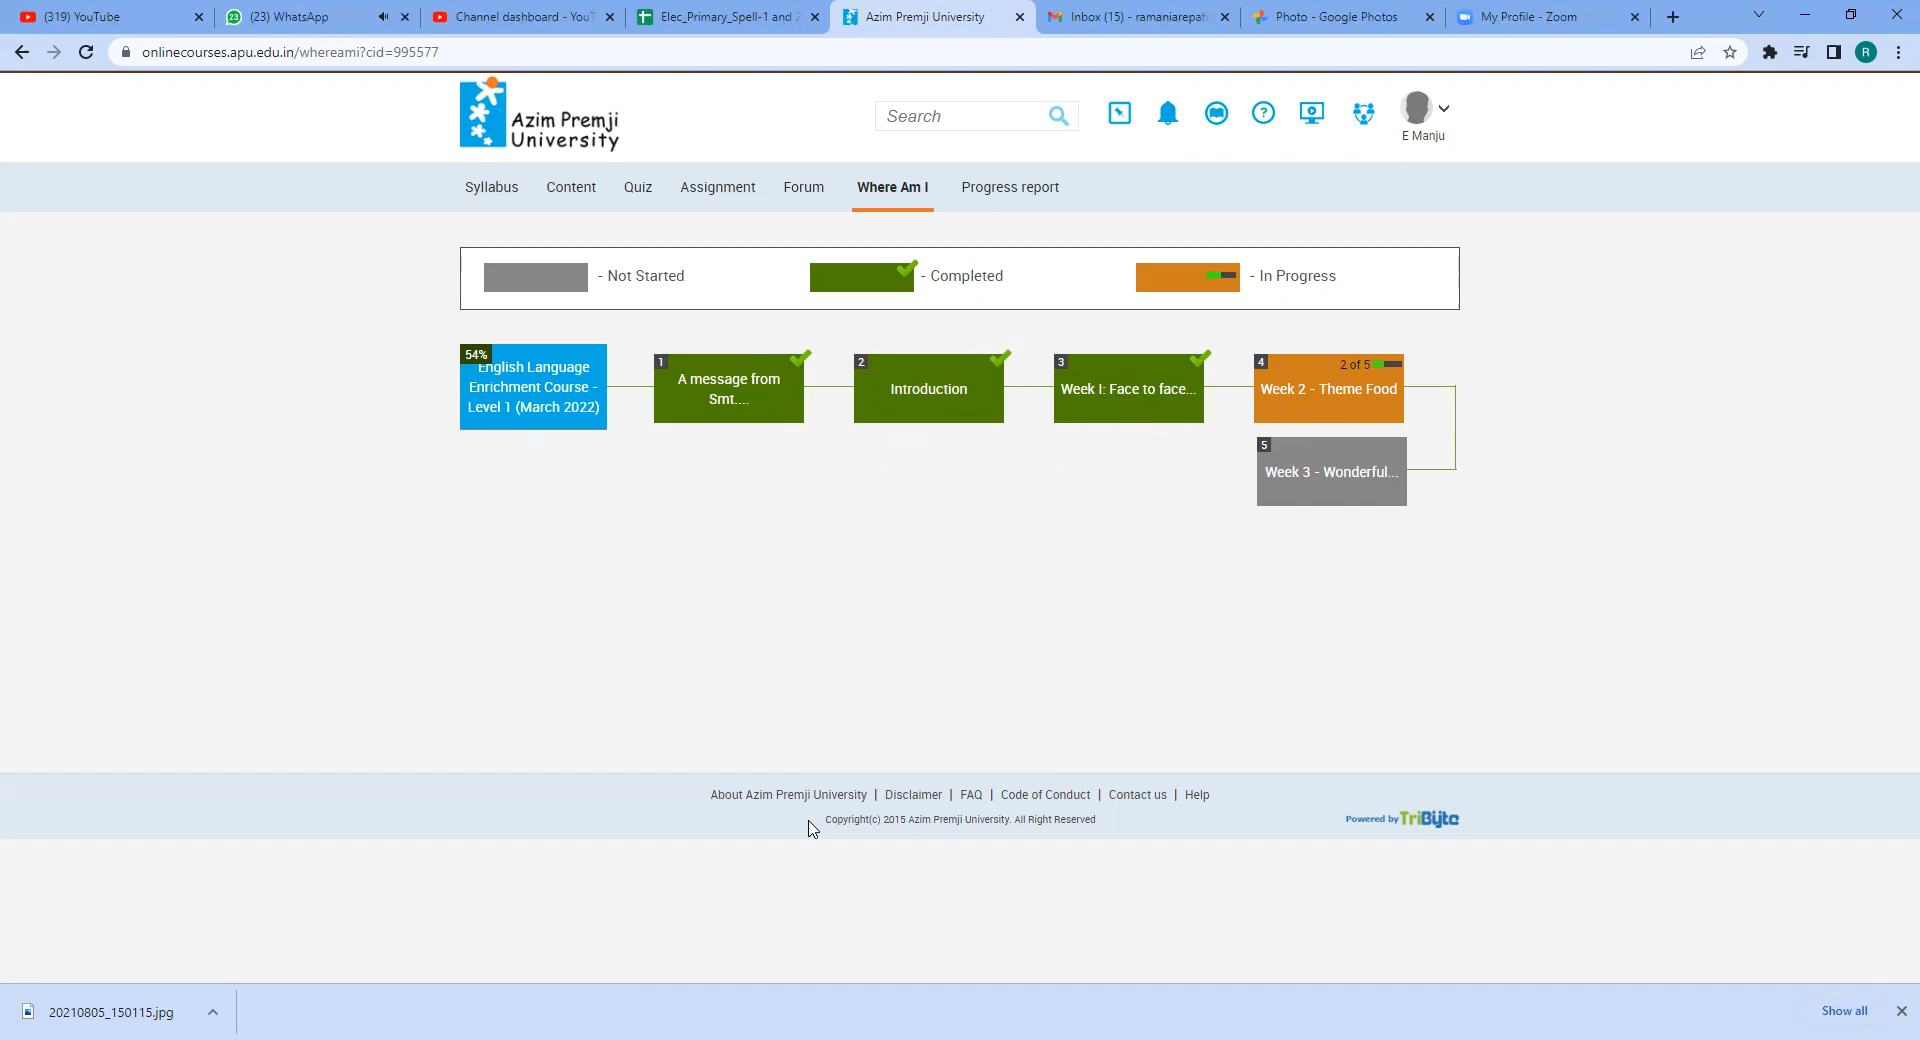 (319) YouTube
23
(23) WhatsApp
Channel dashboard - YouT
Elec_Primary_Spell-1 and 2
Azim Premji University
Inbox (15) - ramaniarepati
Photo - Google Photos
My Profile - Zoom
onlinecourses.apu.edu.in/whereami?cid=995577
R
Azim Premji
University
Search
?
E Manju
Syllabus
Content
Quiz
Assignment
Forum
Where Am I
Progress report
- Not Started
- Completed
- In Progress
54%
English Language
Enrichment Course -
Level 1 (March 2022)
1
A message from
Smt....
2
Introduction
3
Week I: Face to face...
4
2 of 5
Week 2 - Theme Food
5
Week 3 - Wonderful...
About Azim Premji University | Disclaimer | FAQ | Code of Conduct | Contact us | Help
Copyright(c) 2015 Azim Premji University. All Right Reserved
Powered by TriByte
20210805_150115.jpg
Show all